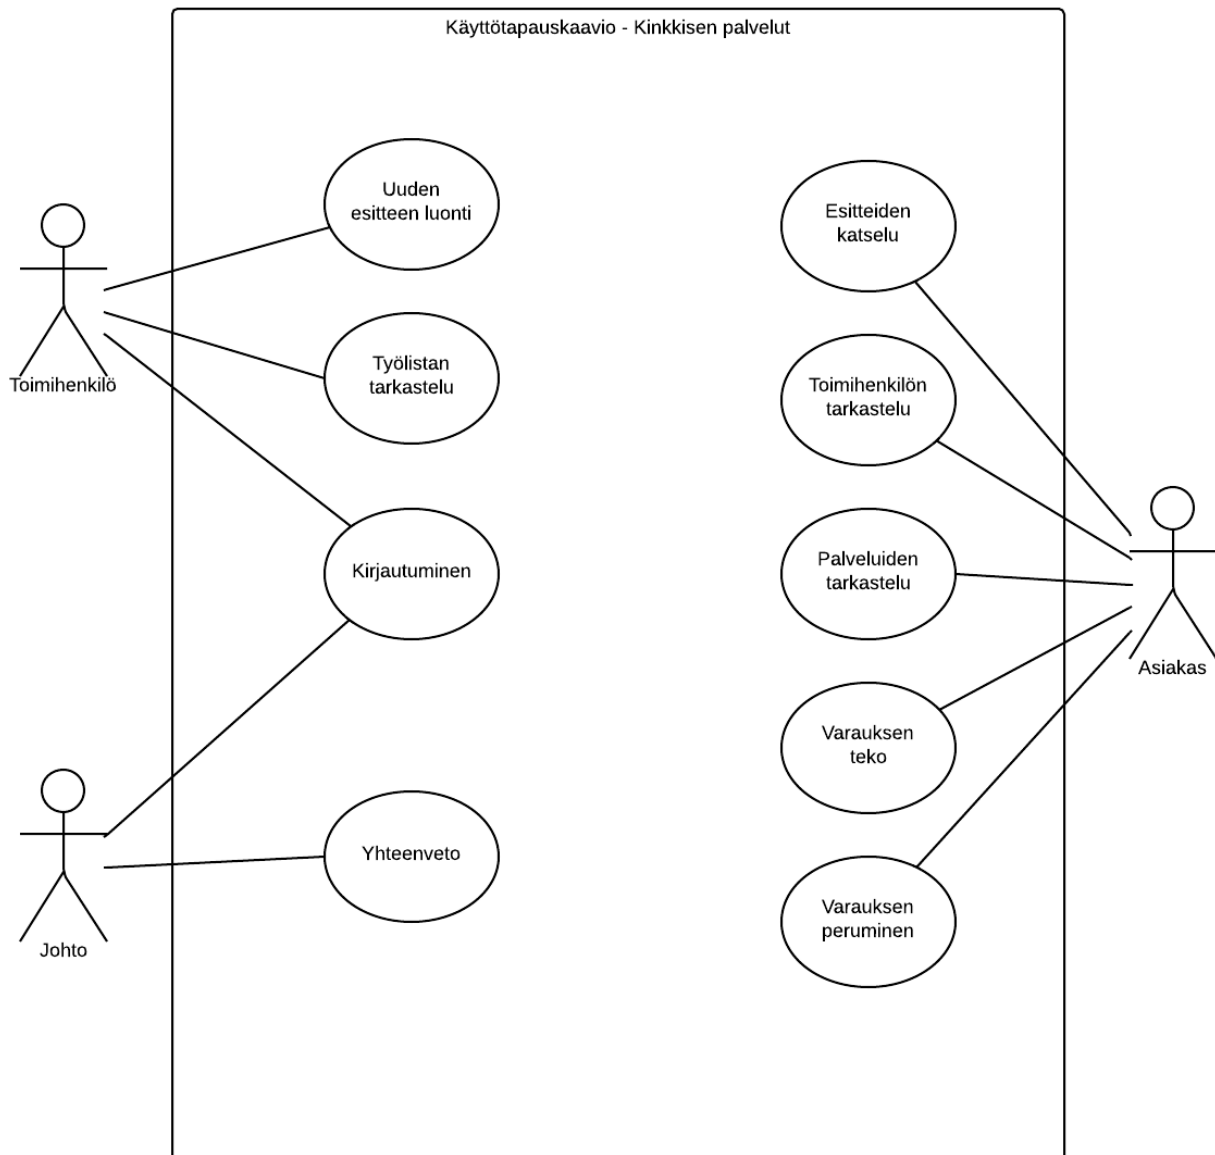 Käyttötapauskaavio - Kinkkisen palvelut
Uuden
esitteen luonti
Työlistan
tarkastelu
Kirjautuminen
Yhteenveto
Esitteiden
katselu
Toimihenkilön
tarkastelu
Palveluiden
tarkastelu
Varauksen
teko
Varauksen
peruminen
Toimihenkilö
Johto
Asiakas